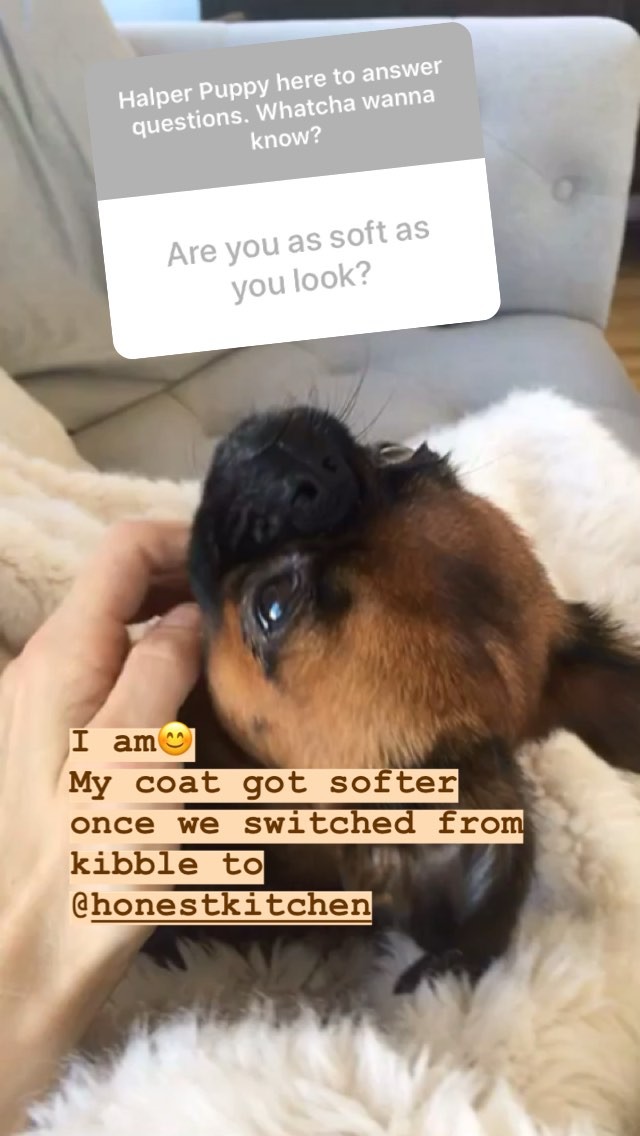 Halper Puppy here to answer
questions. Whatcha wanna
know?
Are you as soft as
you look?
I am😊
My coat got softer
once we switched from
kibble to
@honestkitchen